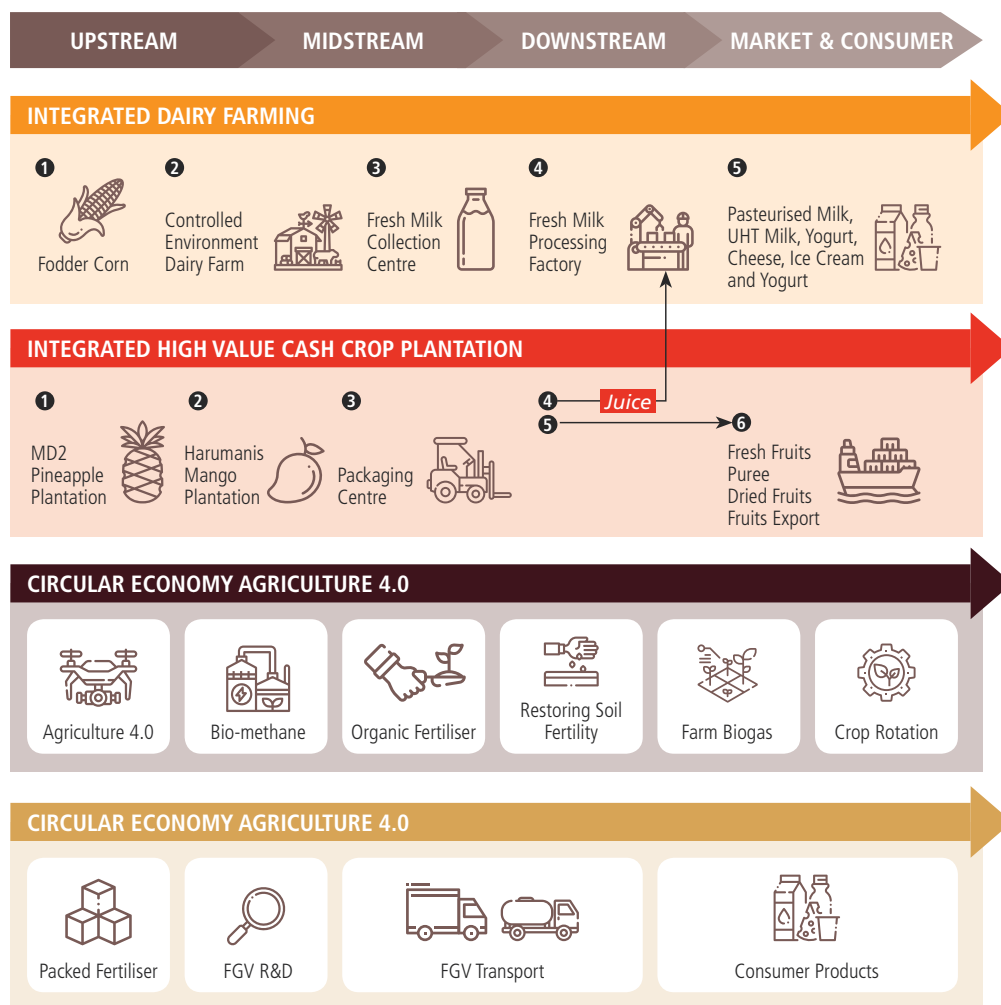 UPSTREAM
MIDSTREAM
DOWNSTREAM
MARKET & CONSUMER
INTEGRATED DAIRY FARMING
1
Fodder Corn
2
Controlled
Environment
Dairy Farm
3
Fresh Milk
Collection
Centre
4
Fresh Milk
Processing
Factory
5
Pasteurised Milk,
UHT Milk, Yogurt,
Cheese, Ice Cream
and Yogurt
INTEGRATED HIGH VALUE CASH CROP PLANTATION
1
MD2
Pineapple
Plantation
2
Harumanis
Mango
Plantation
3
Packaging
Centre
4
Juice
5
6
Fresh Fruits
Puree
Dried Fruits
Fruits Export
CIRCULAR ECONOMY AGRICULTURE 4.0
Agriculture 4.0
Bio-methane
Organic Fertiliser
Restoring Soil
Fertility
Farm Biogas
Crop Rotation
CIRCULAR ECONOMY AGRICULTURE 4.0
Packed Fertiliser
FGV R&D
FGV Transport
Consumer Products